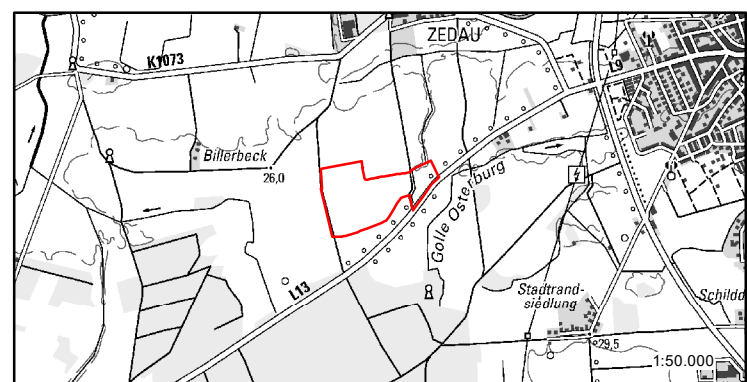 ZEDAU
K1073
L9
Billerbeck
26,0
Golle Osterburg
L13
Stadtrand-
siedlung
Schildd
29,5
1:50.000